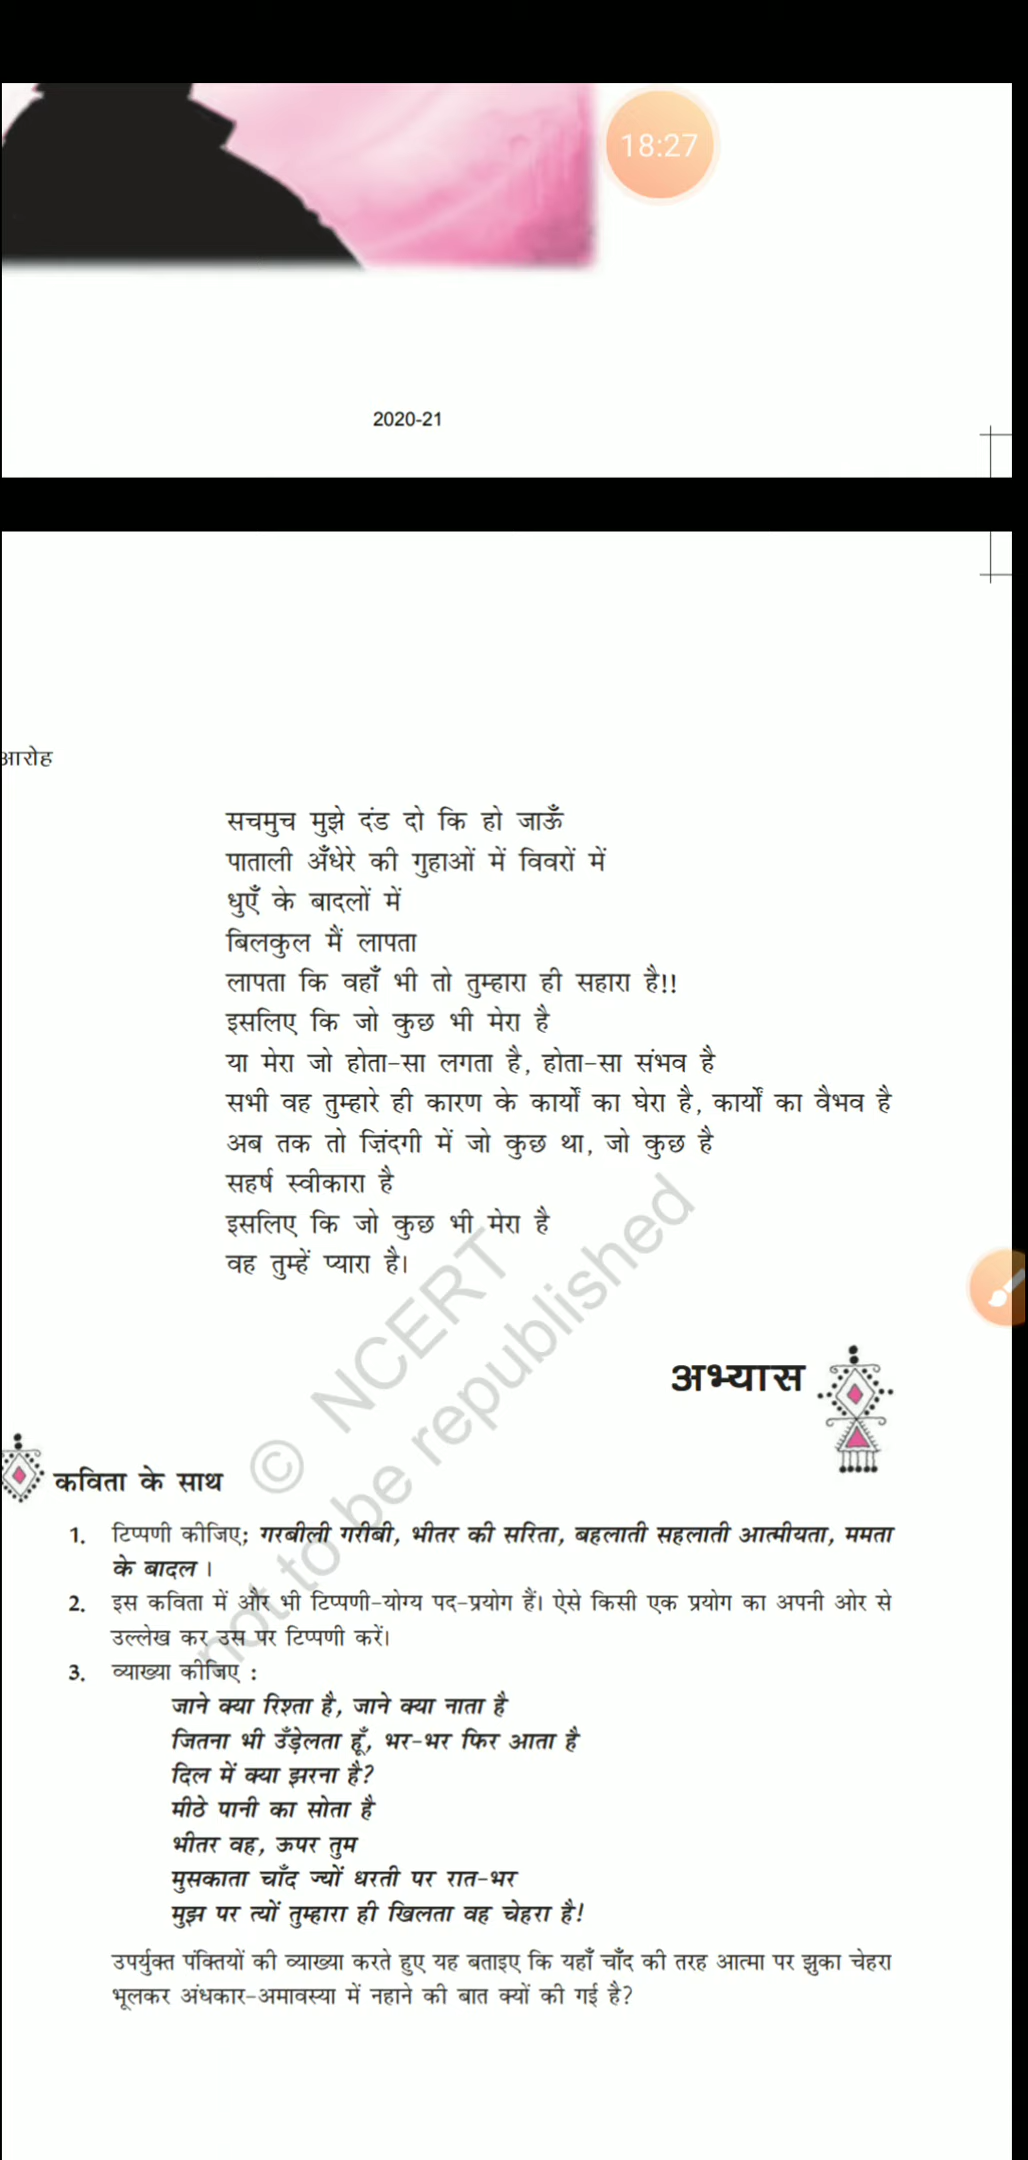 18:27
2020-21
आरोह
सचमुच मुझे दंड दो कि हो जाऊँ
पाताली अँधेरे की गुहाओं में विवरों में
धुएँ के बादलों में
बिलकुल मैं लापता
लापता कि वहाँ भी तो तुम्हारा ही सहारा है!!
इसलिए कि जो कुछ भी मेरा है
या मेरा जो होता-सा लगता है, होता-सा संभव है
सभी वह तुम्हारे ही कारण के कार्यों का घेरा है, कार्यों का वैभव है
अब तक तो ज़िंदगी में जो कुछ था, जो कुछ है
सहर्ष स्वीकारा है
इसलिए कि जो कुछ भी मेरा है
वह तुम्हें प्यारा है।
© NCERT
not to be republished
अभ्यास
कविता के साथ
1. टिप्पणी कीजिए; गरबीली गरीबी, भीतर की सरिता, बहलाती सहलाती आत्मीयता, ममता
के बादल।
2. इस कविता में और भी टिप्पणी-योग्य पद-प्रयोग हैं। ऐसे किसी एक प्रयोग का अपनी ओर से
उल्लेख कर उस पर टिप्पणी करें।
3. व्याख्या कीजिए :
जाने क्या रिश्ता है, जाने क्या नाता है
जितना भी उँड़ेलता हूँ, भर-भर फिर आता है
दिल में क्या झरना है?
मीठे पानी का सोता है
भीतर वह, ऊपर तुम
मुसकाता चाँद ज्यों धरती पर रात-भर
मुझ पर त्यों तुम्हारा ही खिलता वह चेहरा है!
उपर्युक्त पंक्तियों की व्याख्या करते हुए यह बताइए कि यहाँ चाँद की तरह आत्मा पर झुका चेहरा
भूलकर अंधकार-अमावस्या में नहाने की बात क्यों की गई है?